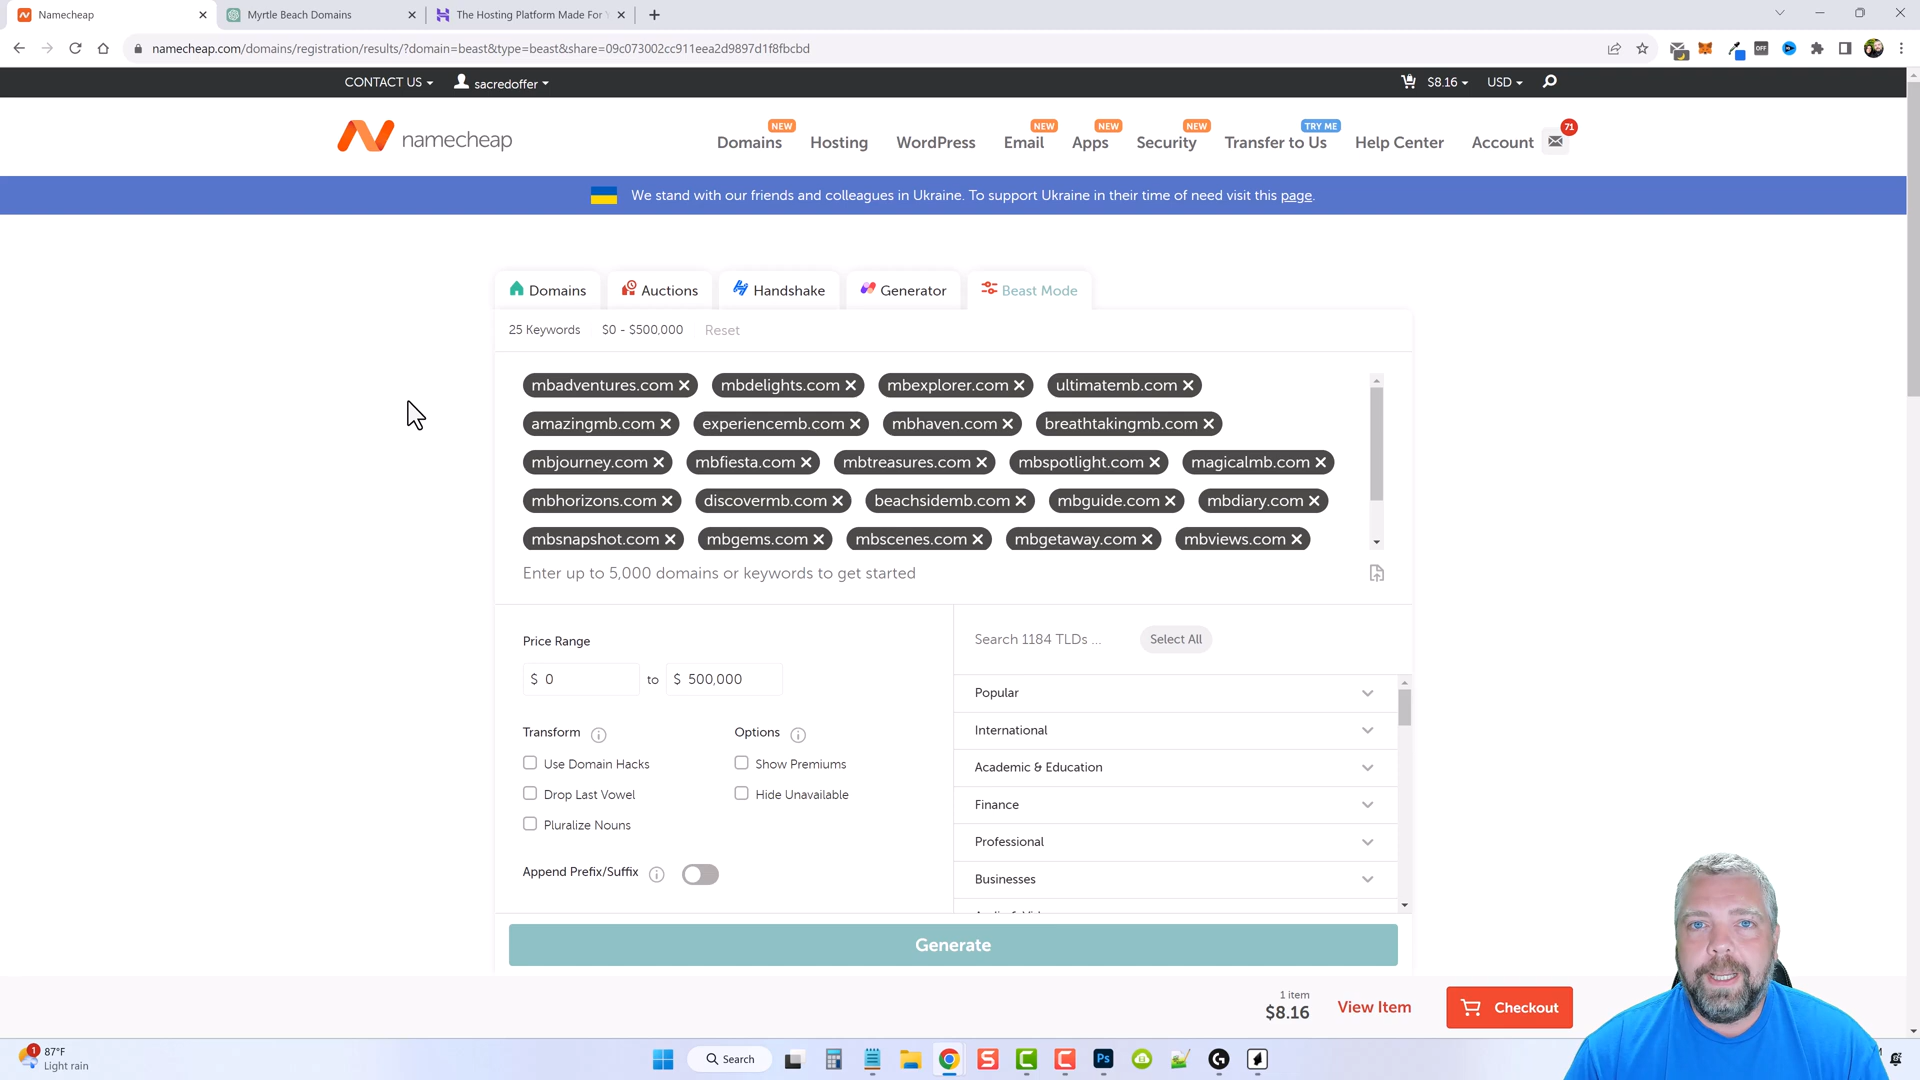 Namecheap
Myrtle Beach Domains
The Hosting Platform Made For
namecheap.com/domains/registration/results/?domain=beast&type=beast&share=09c073002cc911eea2d9897d1f8fbcbd
CONTACT US
sacredoffer
$8.16
USD
namecheap
NEW
NEW
NEW
NEW
TRY ME
71
Domains
Hosting
WordPress
Email
Apps
Security
Transfer to Us
Help Center
Account
We stand with our friends and colleagues in Ukraine. To support Ukraine in their time of need visit this page.
Domains
Auctions
Handshake
Generator
Beast Mode
25 Keywords
$0 - $500,000
Reset
mbadventures.com
mbdelights.com
mbexplorer.com
ultimatemb.com
amazingmb.com
experiencemb.com
mbhaven.com
breathtakingmb.com
mbjourney.com
mbfiesta.com
mbtreasures.com
mbspotlight.com
magicalmb.com
mbhorizons.com
discovermb.com
beachsidemb.com
mbguide.com
mbdiary.com
mbsnapshot.com
mbgems.com
mbscenes.com
mbgetaway.com
mbviews.com
Enter up to 5,000 domains or keywords to get started
Price Range
$ 0
to
$ 500,000
Search 1184 TLDs ...
Select All
Popular
International
Academic & Education
Finance
Professional
Businesses
Transform
Use Domain Hacks
Drop Last Vowel
Pluralize Nouns
Options
Show Premiums
Hide Unavailable
Append Prefix/Suffix
Generate
1 item
$8.16
View Item
Checkout
1
87°F
Light rain
Search
OFF
Ps